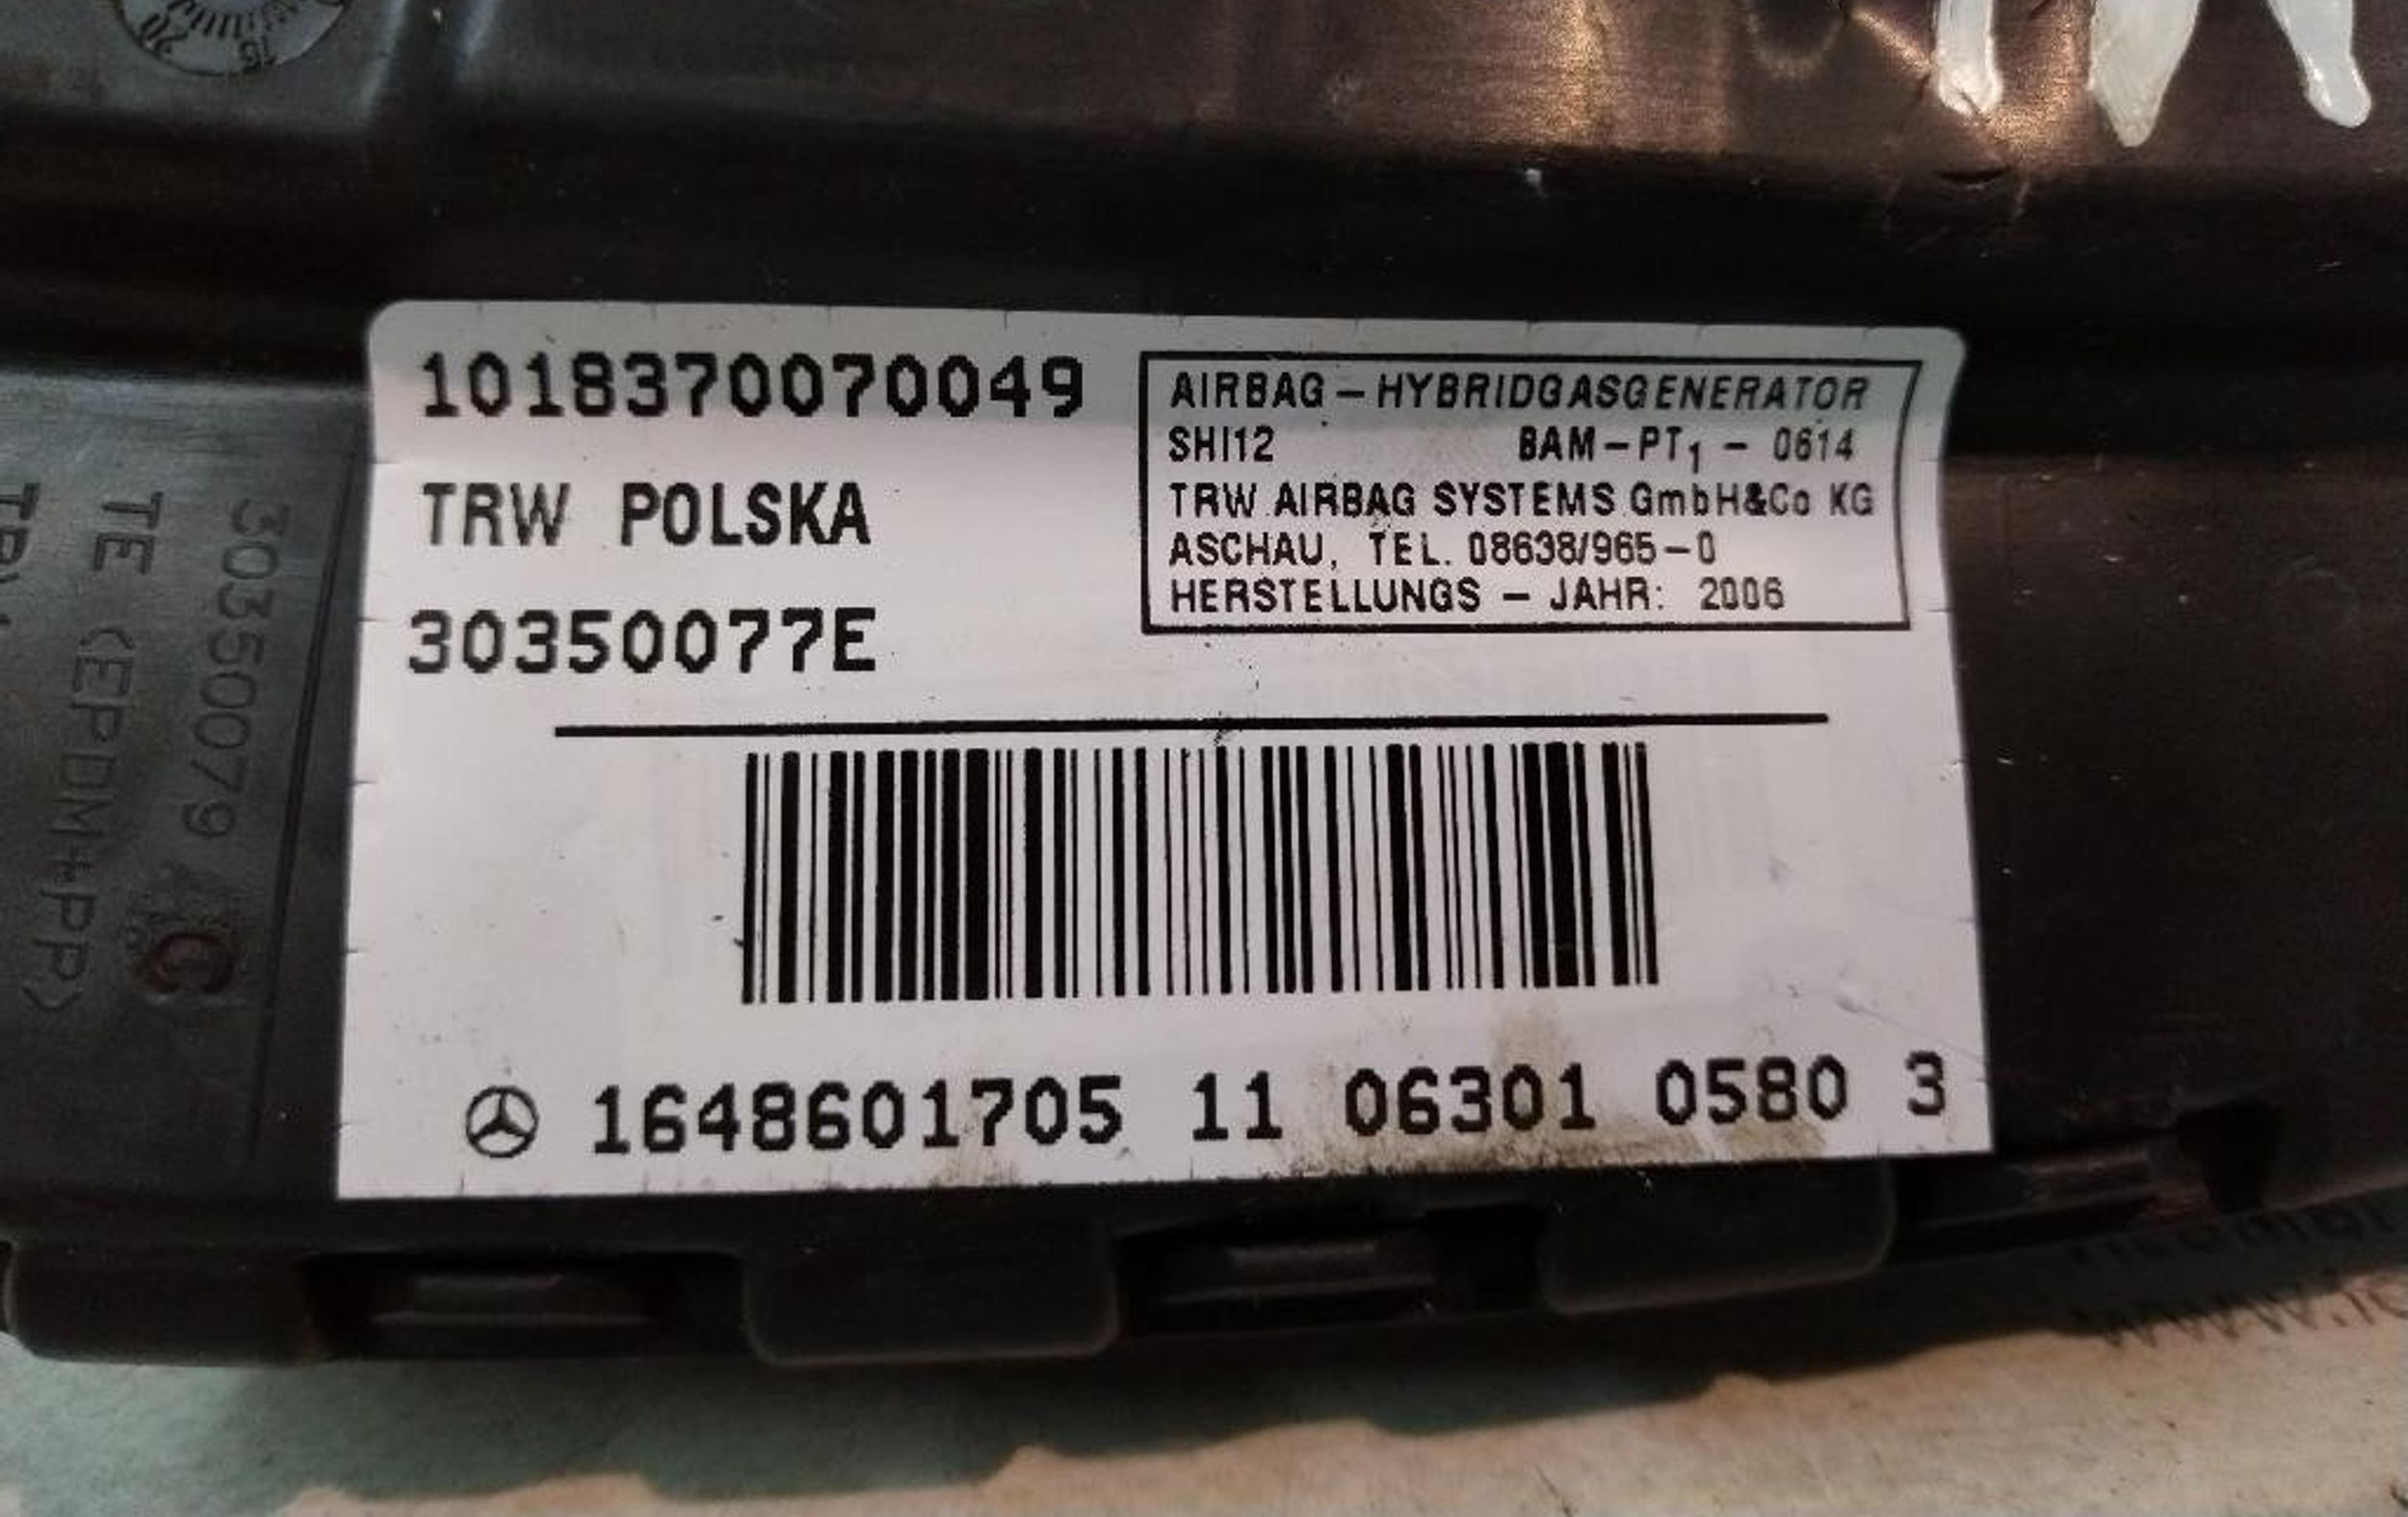 1018370070049
TRW POLSKA
30350077E
AIRBAG – HYBRIDGASGENERATOR
SHI12 BAM – PT1 – 0614
TRW AIRBAG SYSTEMS GmbH&Co KG
ASCHAU, TEL. 08638/965 – 0
HERSTELLUNGS – JAHR: 2006
1648601705 11 06301 0580 3
30350079 C
TE (EPDM+PP)